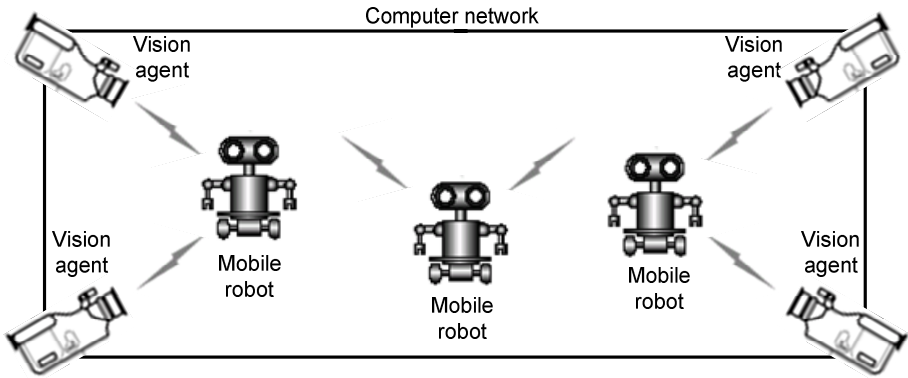 Computer network
Vision
agent
Vision
agent
Vision
agent
Mobile
robot
Mobile
robot
Mobile
robot
Vision
agent